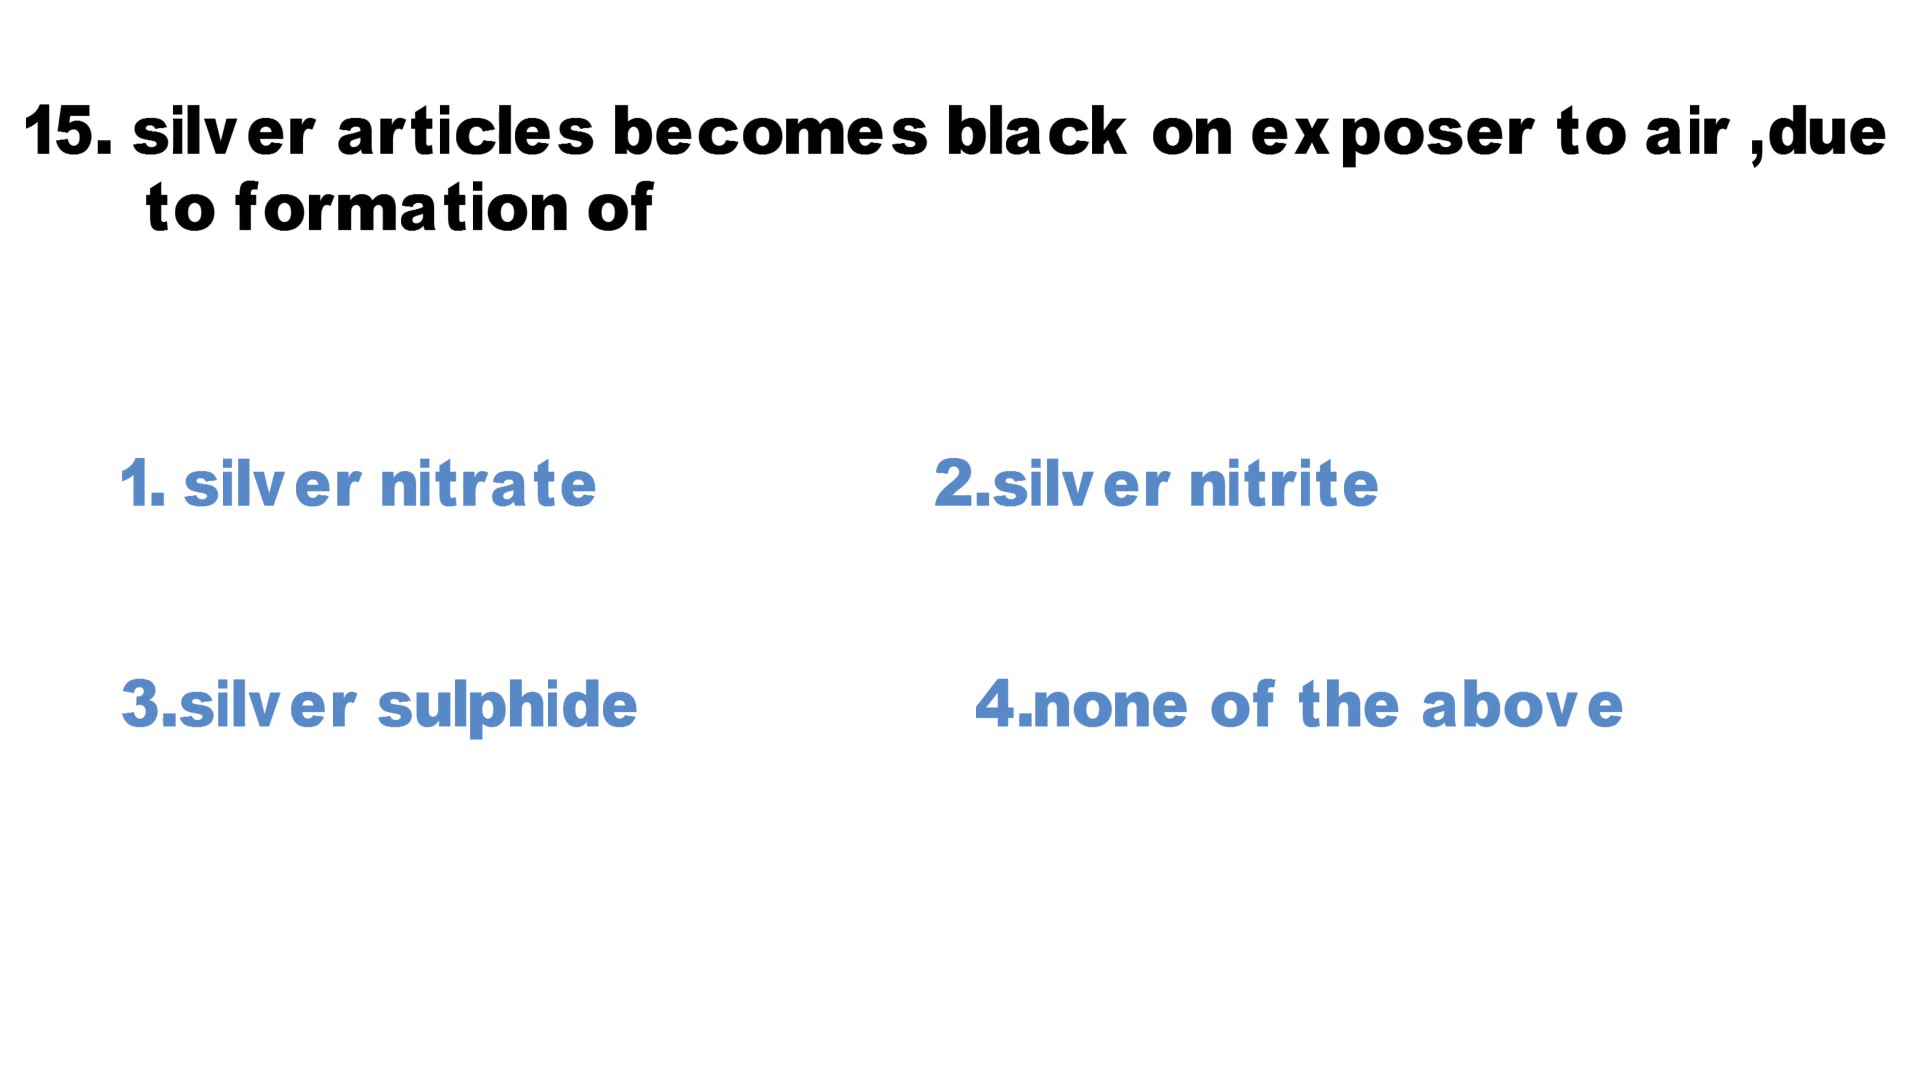 15. silver articles becomes black on exposer to air ,due
to formation of
1. silver nitrate 2.silver nitrite
3.silver sulphide 4.none of the above